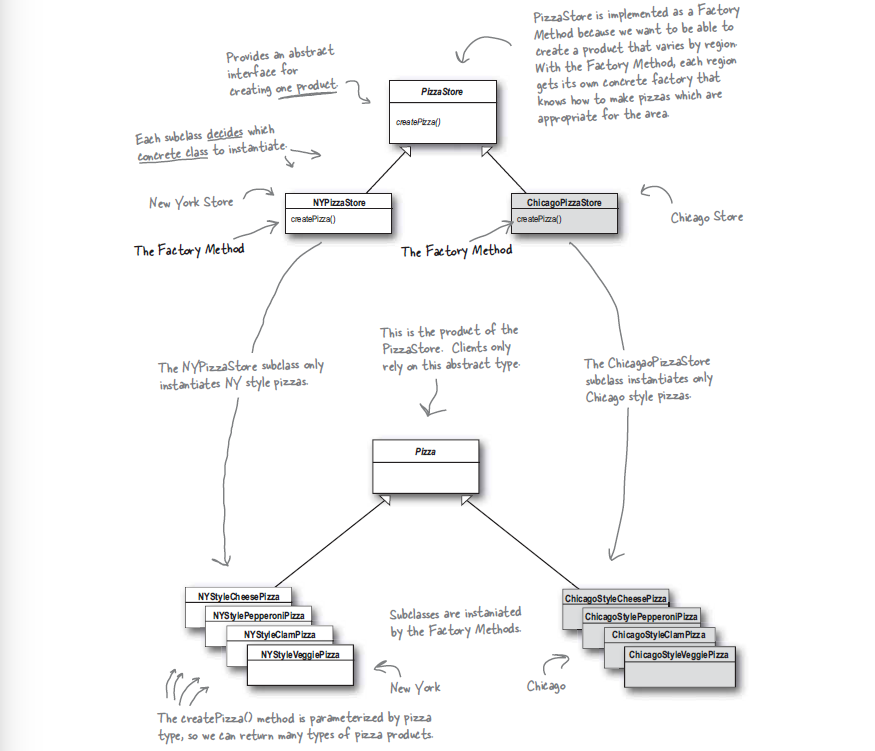 PizzaStore is implemented as a Factory
Method because we want to be able to
create a product that varies by region.
With the Factory Method, each region
gets its own concrete factory that
knows how to make pizzas which are
appropriate for the area.
Provides an abstract
interface for
creating one product.
PizzaStore
createPizza()
Each subclass decides which
concrete class to instantiate.
New York Store
NYPizzaStore
createPizza()
ChicagoPizzaStore
createPizza()
Chicago Store
The Factory Method
The Factory Method
This is the product of the
PizzaStore. Clients only
rely on this abstract type.
The NYPizzaStore subclass only
instantiates NY style pizzas.
The ChicagaoPizzaStore
subclass instantiates only
Chicago style pizzas.
Pizza
NYStyleCheesePizza
NYStylePepperoniPizza
NYStyleClamPizza
NYStyleVeggiePizza
Subclasses are instaniated
by the Factory Methods.
ChicagoStyleCheesePizza
ChicagoStylePepperoniPizza
ChicagoStyleClamPizza
ChicagoStyleVeggiePizza
New York
Chicago
The createPizza() method is parameterized by pizza
type, so we can return many types of pizza products.